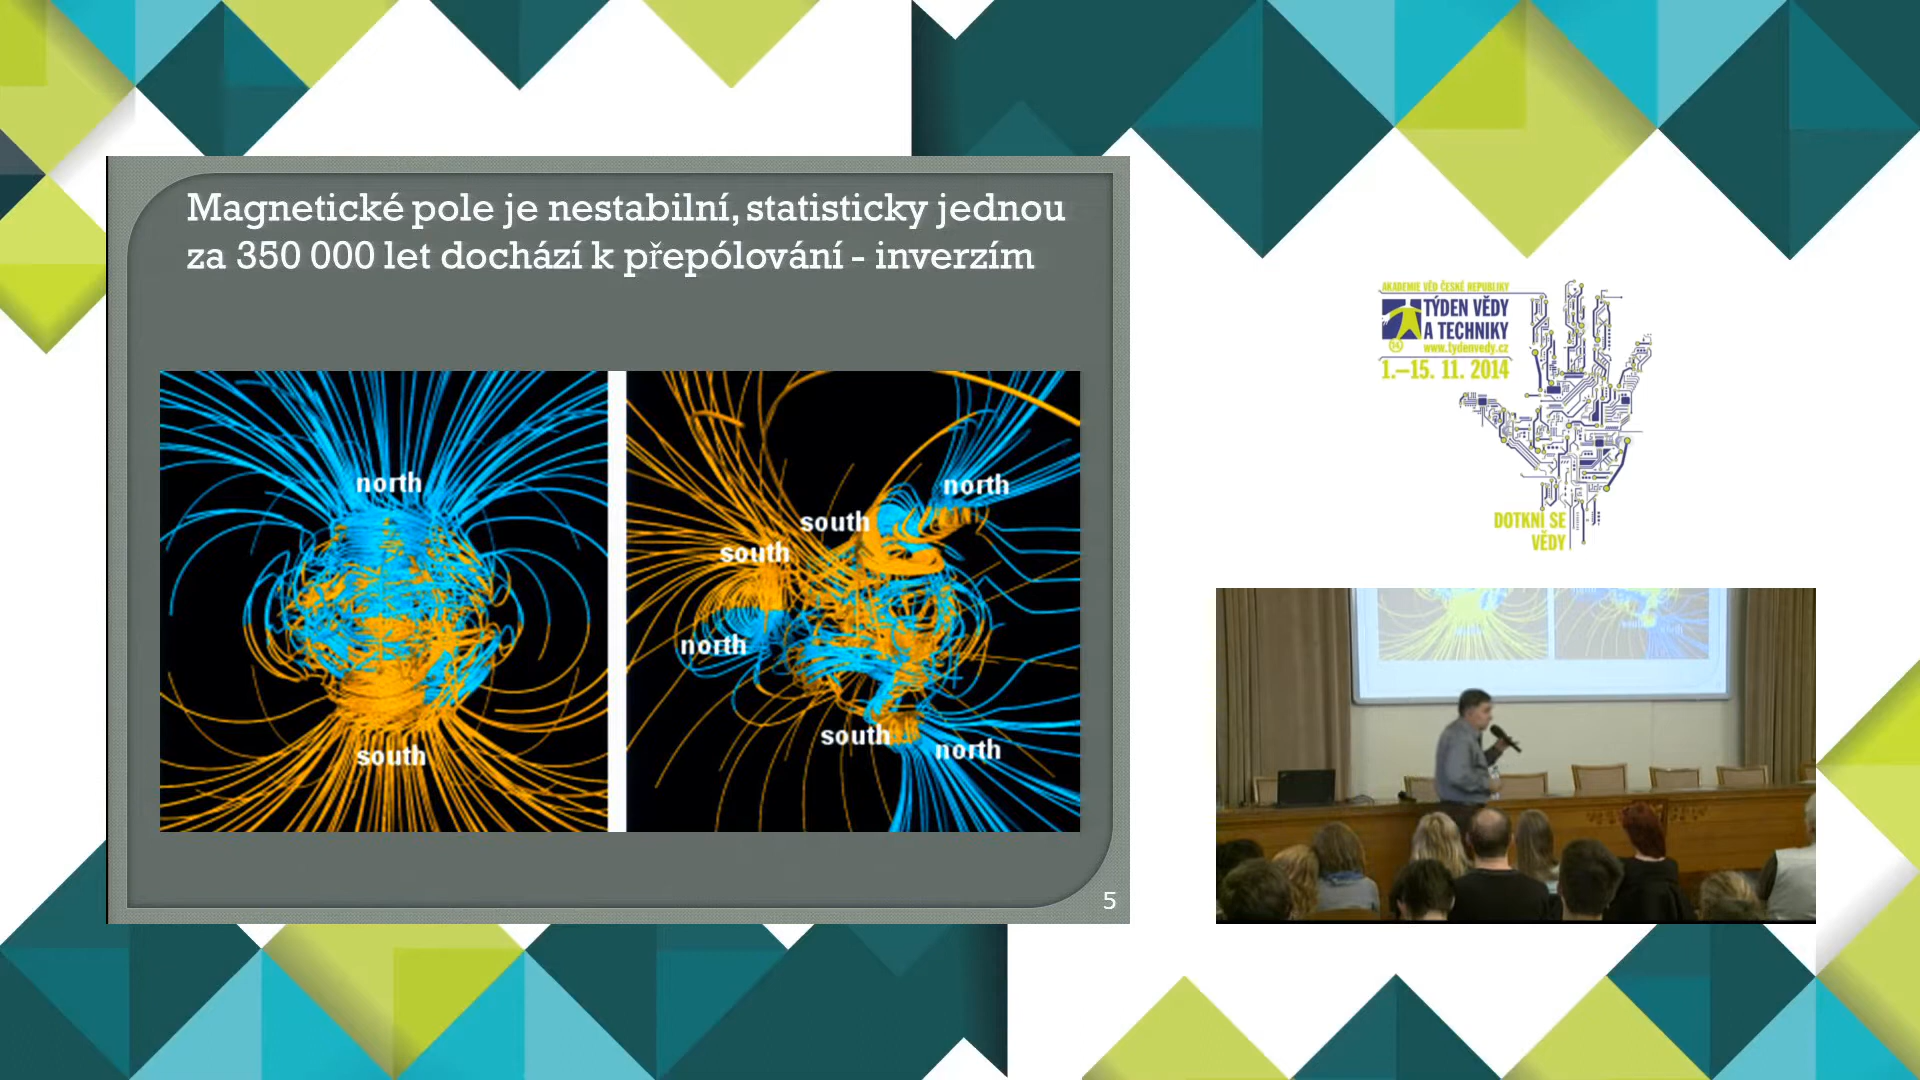 Magnetické pole je nestabilní, statisticky jednou
za 350 000 let dochází k přepólování - inverzím
north
south
north
south
south
north
south
north
5
AKADEMIE VĚD ČESKÉ REPUBLIKY
TÝDEN VĚDY
A TECHNIKY
www.tydenvedy.cz
1.–15. 11. 2014
DOTKNI SE
VĚDY